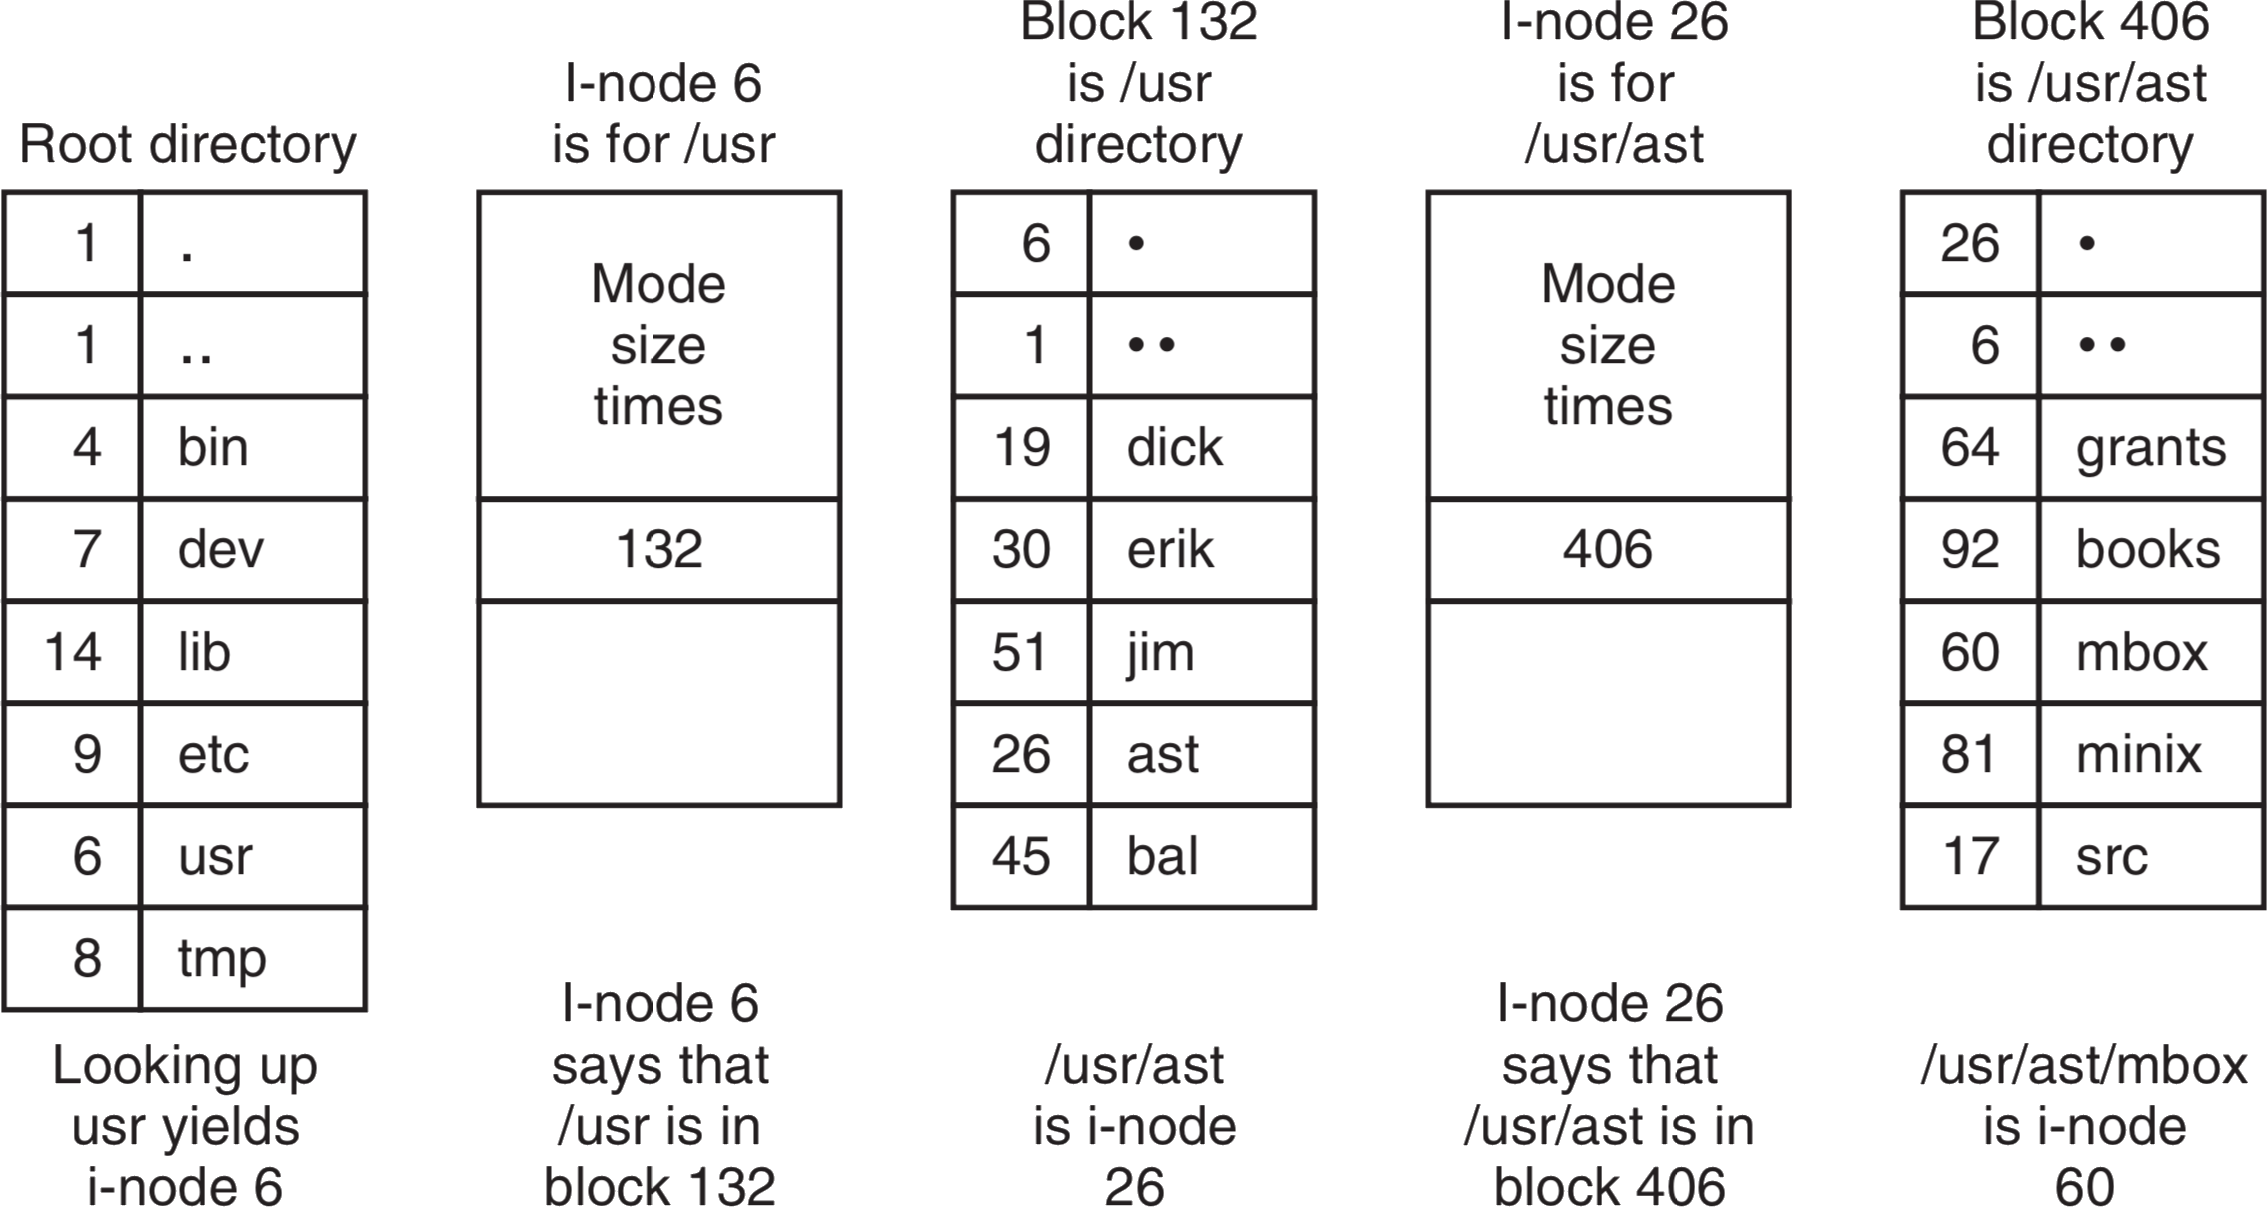 Root directory
1 .
1 ..
4 bin
7 dev
14 lib
9 etc
6 usr
8 tmp
Looking up
usr yields
i-node 6
I-node 6
is for /usr
Mode
size
times
132
I-node 6
says that
/usr is in
block 132
Block 132
is /usr
directory
6 •
1 ••
19 dick
30 erik
51 jim
26 ast
45 bal
/usr/ast
is i-node
26
I-node 26
is for
/usr/ast
Mode
size
times
406
I-node 26
says that
/usr/ast is in
block 406
Block 406
is /usr/ast
directory
26 •
6 ••
64 grants
92 books
60 mbox
81 minix
17 src
/usr/ast/mbox
is i-node
60